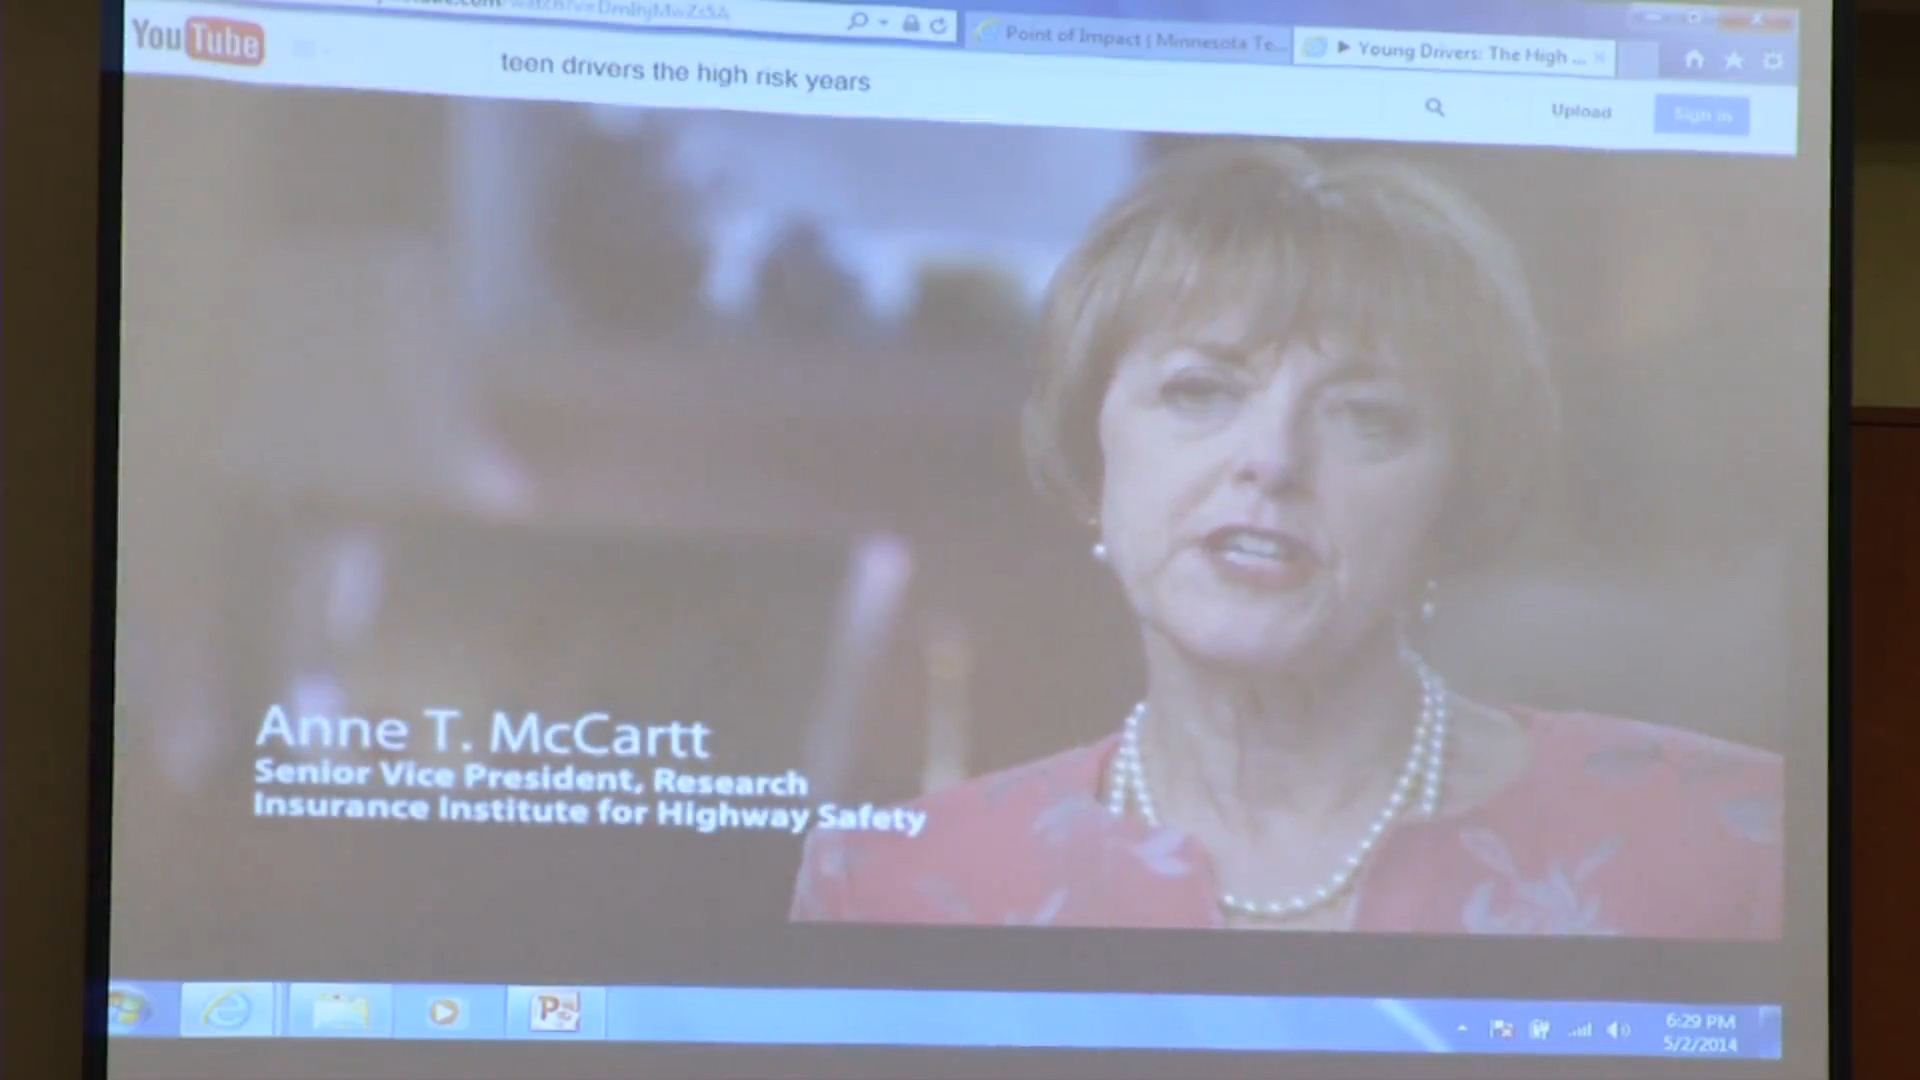 Point of Impact | Minnesota Te...
Young Drivers: The High ...
YouTube
teen drivers the high risk years
Upload
Sign in
Anne T. McCartt
Senior Vice President, Research
Insurance Institute for Highway Safety
6:29 PM
5/2/2014